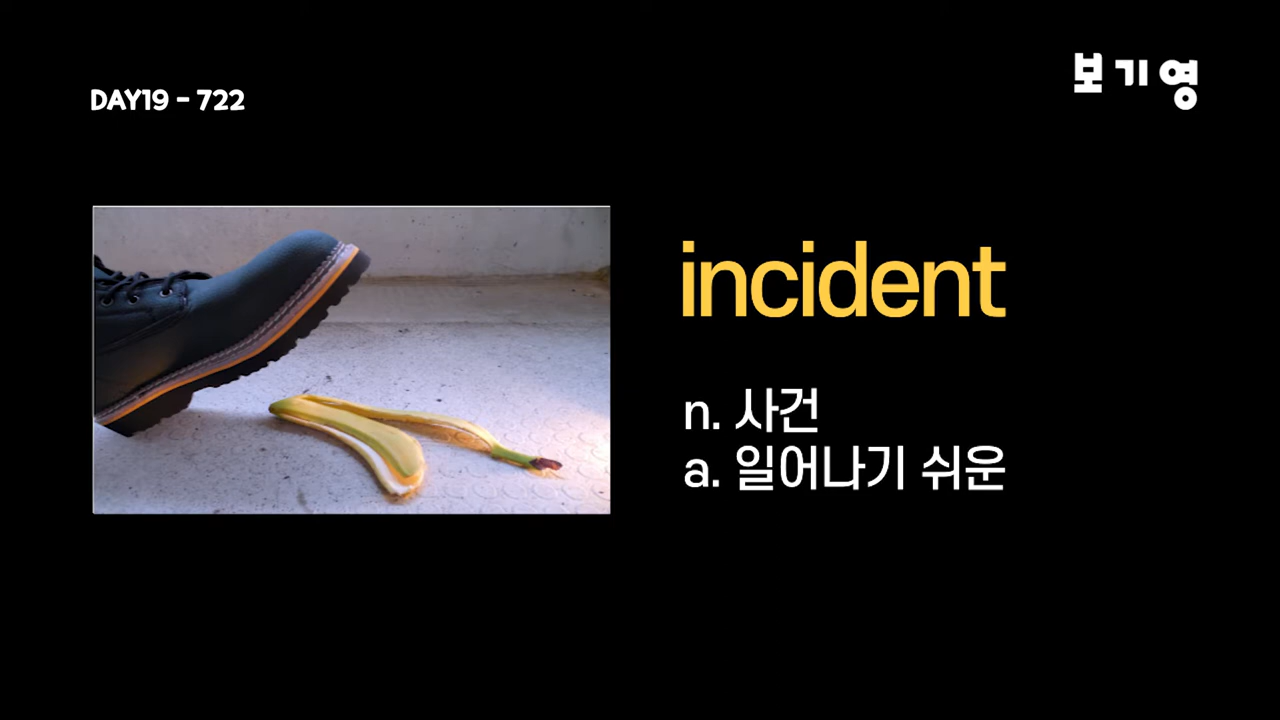 DAY19 - 722
보기영
incident
n. 사건
a. 일어나기 쉬운